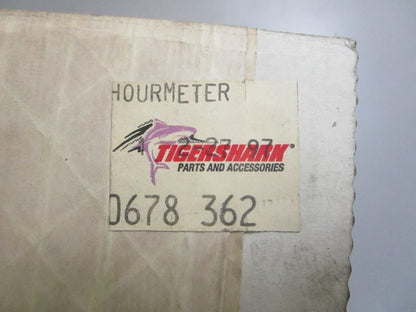 HOURMETER
TIGERSHARK
PARTS AND ACCESSORIES
0678 362